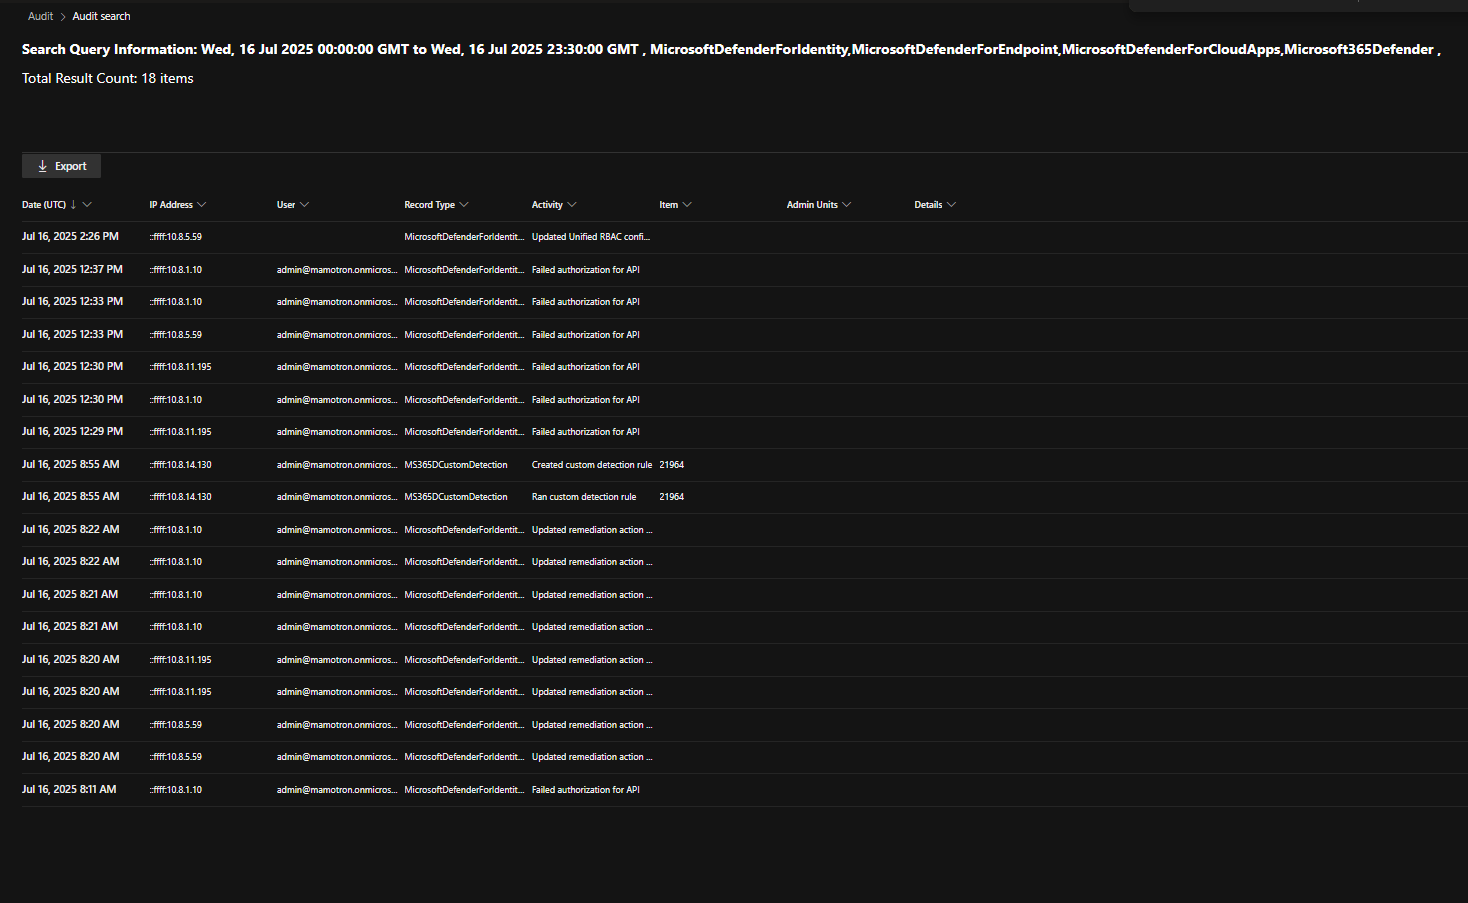 Audit > Audit search
Search Query Information: Wed, 16 Jul 2025 00:00:00 GMT to Wed, 16 Jul 2025 23:30:00 GMT , MicrosoftDefenderForIdentity,MicrosoftDefenderForEndpoint,MicrosoftDefenderForCloudApps,Microsoft365Defender ,
Total Result Count: 18 items
Export
Date (UTC) ↓ IP Address User Record Type Activity Item Admin Units Details
Jul 16, 2025 2:26 PM ::ffff:10.8.5.59 MicrosoftDefenderForIdentit... Updated Unified RBAC confi...
Jul 16, 2025 12:37 PM ::ffff:10.8.1.10 admin@mamotron.onmicros... MicrosoftDefenderForIdentit... Failed authorization for API
Jul 16, 2025 12:33 PM ::ffff:10.8.1.10 admin@mamotron.onmicros... MicrosoftDefenderForIdentit... Failed authorization for API
Jul 16, 2025 12:33 PM ::ffff:10.8.5.59 admin@mamotron.onmicros... MicrosoftDefenderForIdentit... Failed authorization for API
Jul 16, 2025 12:30 PM ::ffff:10.8.11.195 admin@mamotron.onmicros... MicrosoftDefenderForIdentit... Failed authorization for API
Jul 16, 2025 12:30 PM ::ffff:10.8.1.10 admin@mamotron.onmicros... MicrosoftDefenderForIdentit... Failed authorization for API
Jul 16, 2025 12:29 PM ::ffff:10.8.11.195 admin@mamotron.onmicros... MicrosoftDefenderForIdentit... Failed authorization for API
Jul 16, 2025 8:55 AM ::ffff:10.8.14.130 admin@mamotron.onmicros... MS365DCustomDetection Created custom detection rule 21964
Jul 16, 2025 8:55 AM ::ffff:10.8.14.130 admin@mamotron.onmicros... MS365DCustomDetection Ran custom detection rule 21964
Jul 16, 2025 8:22 AM ::ffff:10.8.1.10 admin@mamotron.onmicros... MicrosoftDefenderForIdentit... Updated remediation action ...
Jul 16, 2025 8:22 AM ::ffff:10.8.1.10 admin@mamotron.onmicros... MicrosoftDefenderForIdentit... Updated remediation action ...
Jul 16, 2025 8:21 AM ::ffff:10.8.1.10 admin@mamotron.onmicros... MicrosoftDefenderForIdentit... Updated remediation action ...
Jul 16, 2025 8:21 AM ::ffff:10.8.1.10 admin@mamotron.onmicros... MicrosoftDefenderForIdentit... Updated remediation action ...
Jul 16, 2025 8:20 AM ::ffff:10.8.11.195 admin@mamotron.onmicros... MicrosoftDefenderForIdentit... Updated remediation action ...
Jul 16, 2025 8:20 AM ::ffff:10.8.11.195 admin@mamotron.onmicros... MicrosoftDefenderForIdentit... Updated remediation action ...
Jul 16, 2025 8:20 AM ::ffff:10.8.5.59 admin@mamotron.onmicros... MicrosoftDefenderForIdentit... Updated remediation action ...
Jul 16, 2025 8:20 AM ::ffff:10.8.5.59 admin@mamotron.onmicros... MicrosoftDefenderForIdentit... Updated remediation action ...
Jul 16, 2025 8:11 AM ::ffff:10.8.1.10 admin@mamotron.onmicros... MicrosoftDefenderForIdentit... Failed authorization for API